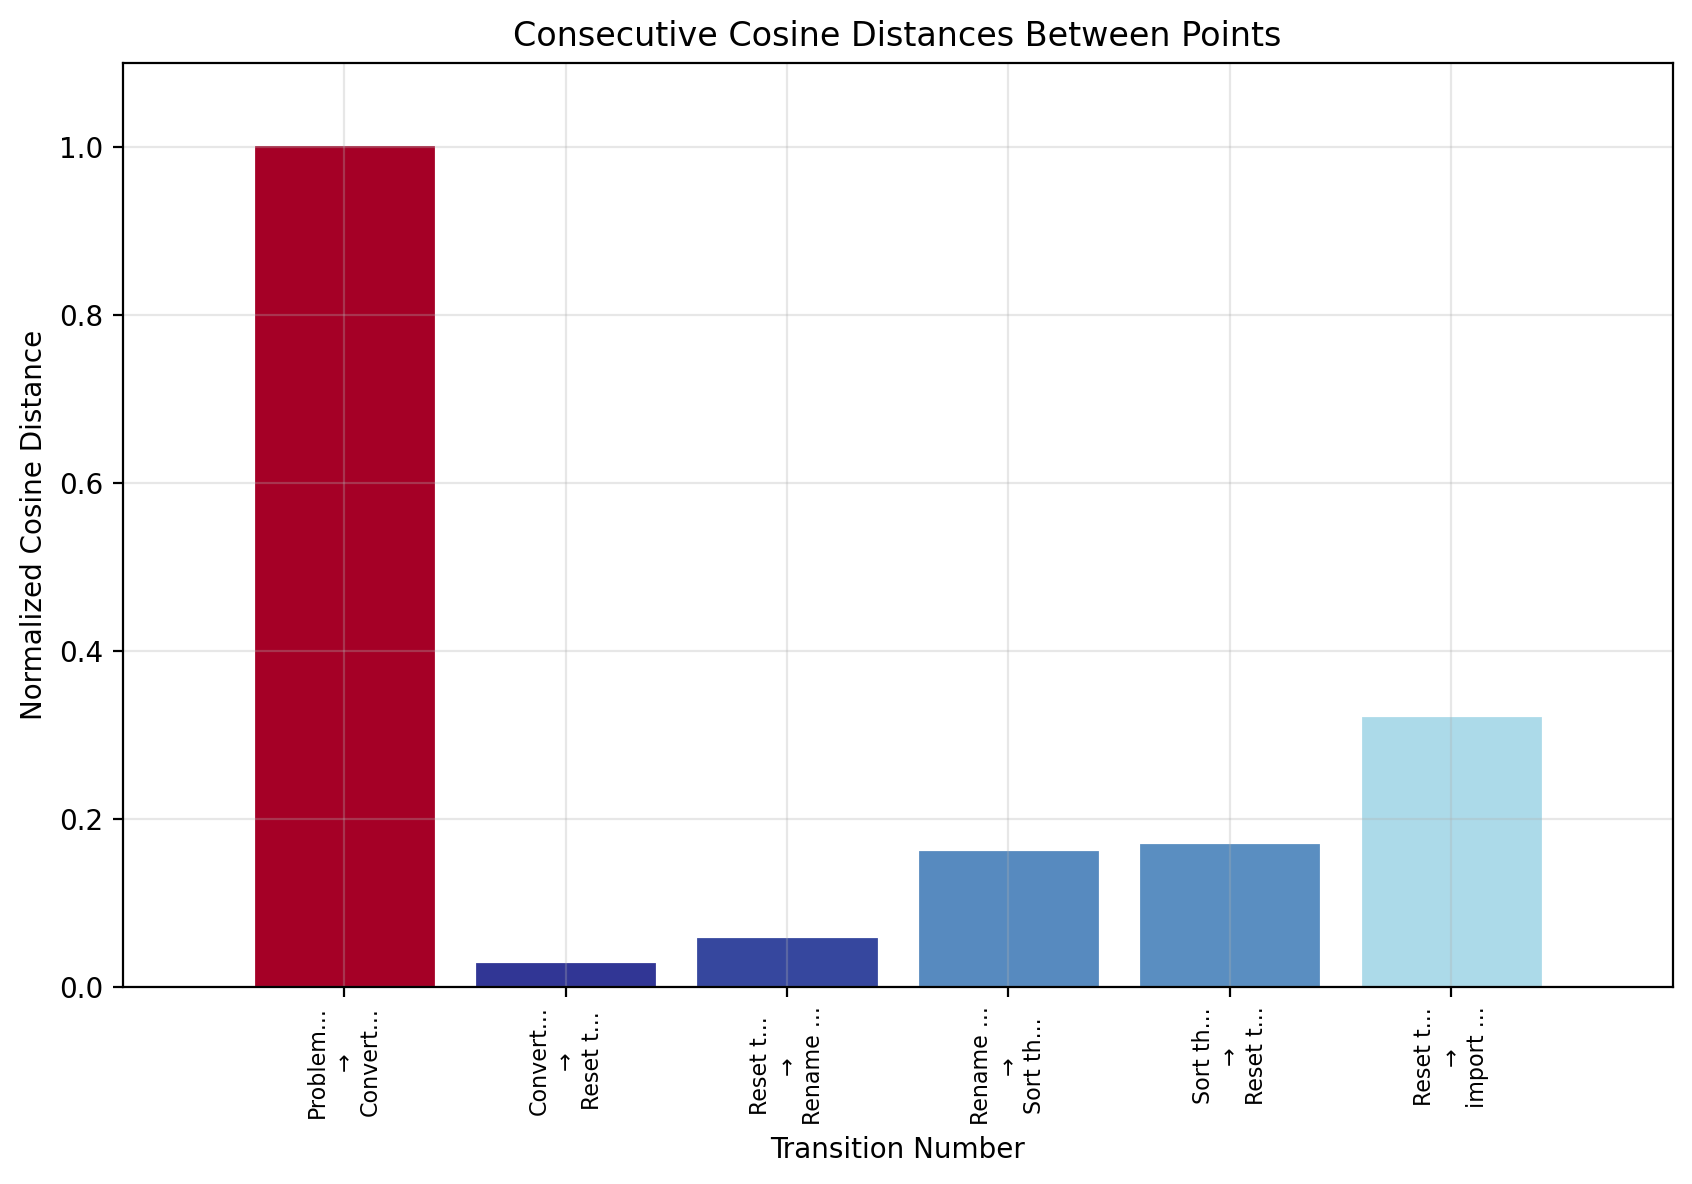 Consecutive Cosine Distances Between Points
Normalized Cosine Distance
1.0
0.8
0.6
0.4
0.2
0.0
Problem...
→
Convert...
Convert...
→
Reset t...
Reset t...
→
Rename ...
Rename ...
→
Sort th...
Sort th...
→
Reset t...
Reset t...
→
import ...
Transition Number